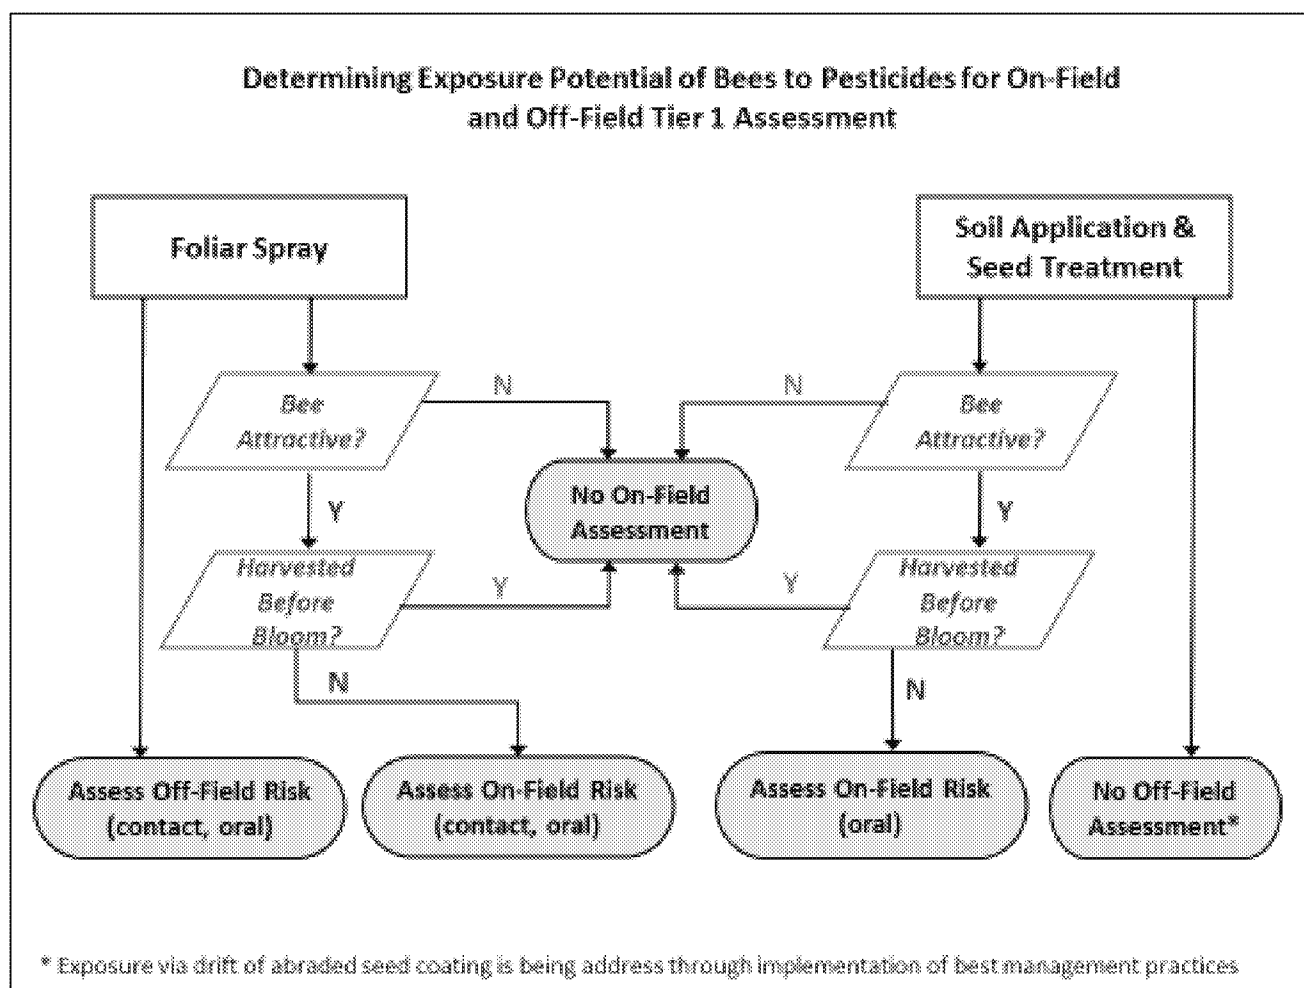 Determining Exposure Potential of Bees to Pesticides for On-Field
and Off-Field Tier 1 Assessment
Foliar Spray
Soil Application &
Seed Treatment
Bee
Attractive?
N
N
Bee
Attractive?
No On-Field
Assessment
Y
Y
Harvested
Before
Bloom?
Y
Y
Harvested
Before
Bloom?
N
N
Assess Off-Field Risk
(contact, oral)
Assess On-Field Risk
(contact, oral)
Assess On-Field Risk
(oral)
No Off-Field
Assessment*
* Exposure via drift of abraded seed coating is being address through implementation of best management practices